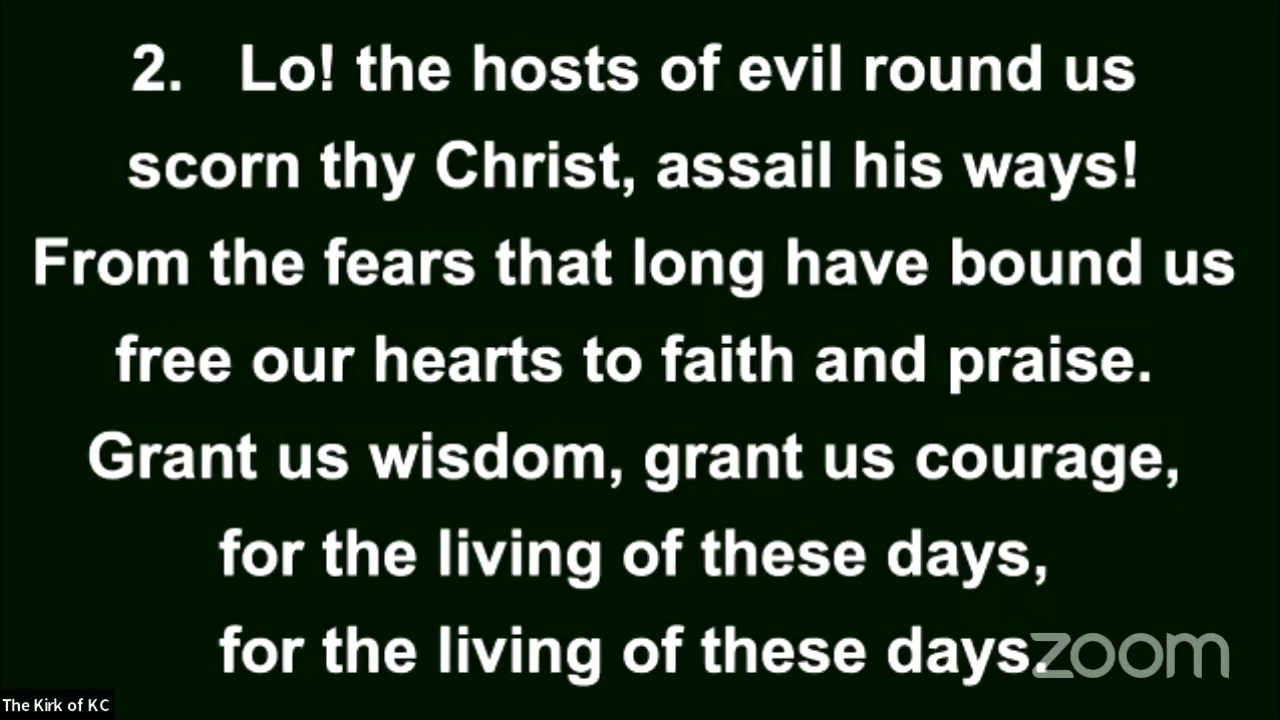 2. Lo! the hosts of evil round us
scorn thy Christ, assail his ways!
From the fears that long have bound us
free our hearts to faith and praise.
Grant us wisdom, grant us courage,
for the living of these days,
for the living of these days.
zoom
The Kirk of KC